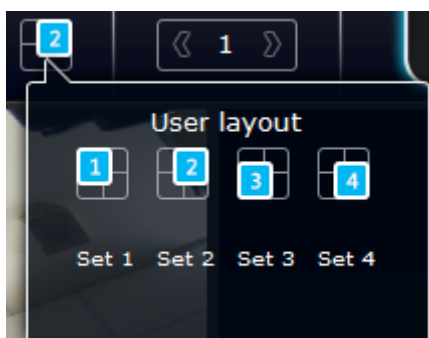 2
1
User layout
1 2 3 4
Set 1 Set 2 Set 3 Set 4